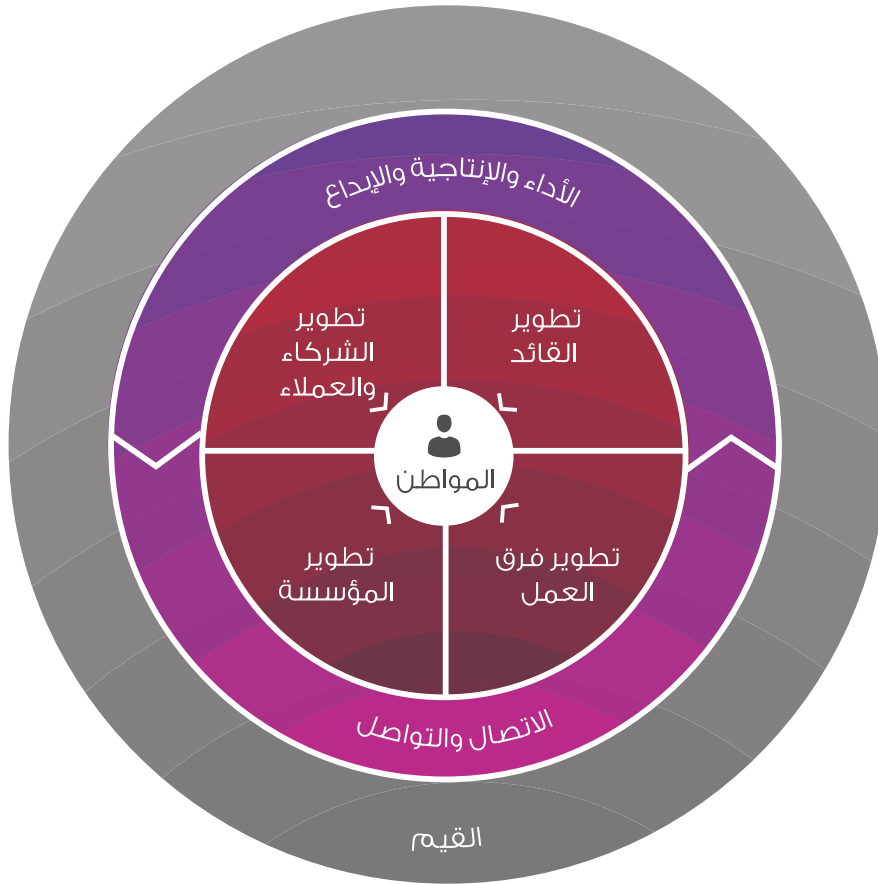 الأداء والإنتاجية والإبداع
تطوير
القائد
تطوير
الشركاء
والعملاء
المواطن
تطوير فرق
العمل
تطوير
المؤسسة
الاتصال والتواصل
القيم